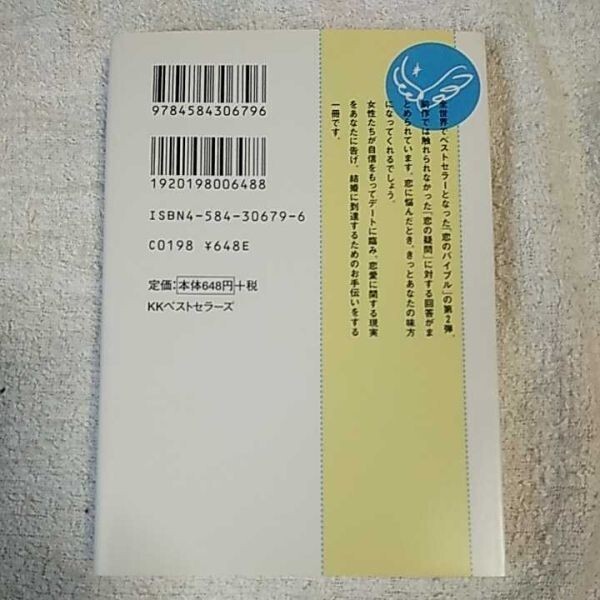 9784584306796
1920198006488
ISBN4-584-30679-6
C0198 ¥648E
定価:本体648円+税
KKベストセラーズ
全世界でベストセラーとなった「恋のバイブル」の第2弾。
前作では触れられなかった「恋の疑問」に対する回答がま
とめられています。恋に悩んだとき、きっとあなたの味方
になってくれるでしょう。
女性たちが自信をもってデートに臨み、恋愛に関する現実
をあなたに告げ、結婚に到達するためのお手伝いをする
一冊です。